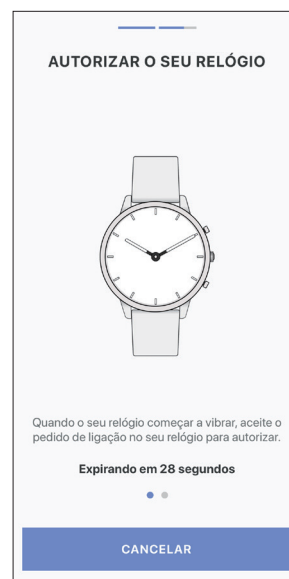 AUTORIZAR O SEU RELÓGIO
Quando o seu relógio começar a vibrar, aceite o
pedido de ligação no seu relógio para autorizar.
Expirando em 28 segundos
CANCELAR